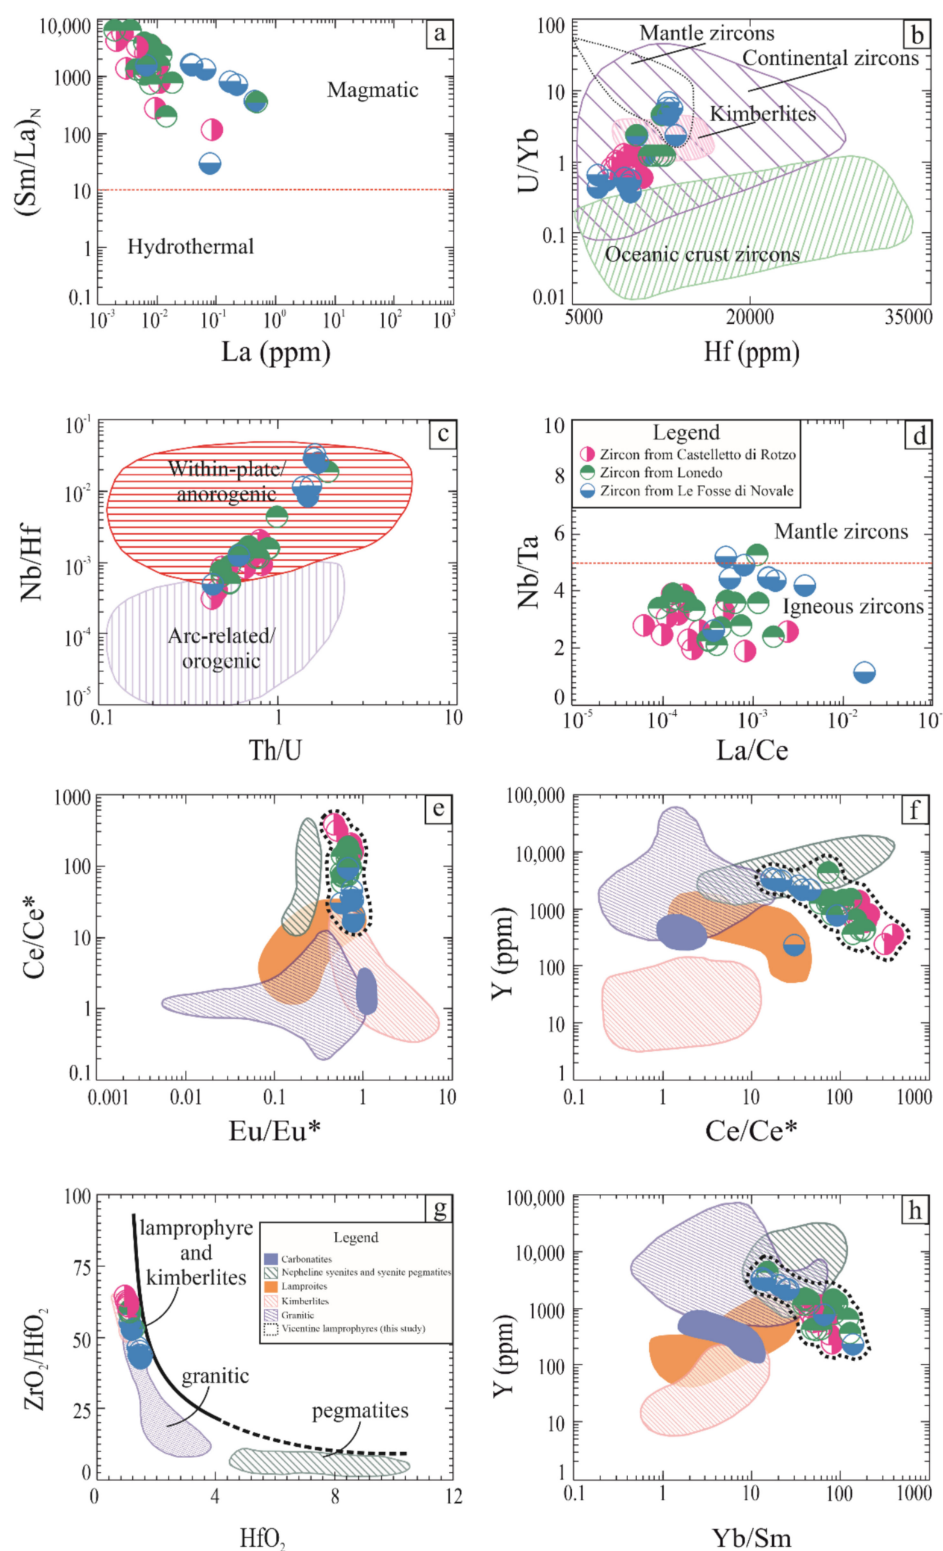 a
10,000
1000
100
10
1
0.1
(Sm/La)N
Magmatic
Hydrothermal
10-3
10-2
10-1
100
101
102
103
La (ppm)
b
100
10
1
0.1
0.01
U/Yb
Mantle zircons
Continental zircons
Kimberlites
Oceanic crust zircons
5000
20000
35000
Hf (ppm)
c
10-1
10-2
10-3
10-4
10-5
Nb/Hf
Within-plate/
anorogenic
Arc-related/
orogenic
0.1
1
10
Th/U
d
10
8
6
4
2
0
Nb/Ta
Legend
Zircon from Castelletto di Rotzo
Zircon from Lonedo
Zircon from Le Fosse di Novale
Mantle zircons
Igneous zircons
10-5
10-4
10-3
10-2
10-
La/Ce
e
1000
100
10
1
0.1
Ce/Ce*
0.001
0.01
0.1
1
10
Eu/Eu*
f
100,000
10,000
1000
100
10
1
Y (ppm)
0.1
1
10
100
1000
Ce/Ce*
g
100
75
50
25
0
ZrO2/HfO2
lamprophyre
and
kimberlites
granitic
pegmatites
Legend
Carbonatites
Nepheline syenites and syenite pegmatites
Lamproites
Kimberlites
Granitic
Vicentine lamprophyres (this study)
0
4
8
12
HfO2
h
100,000
10,000
1000
100
10
1
Y (ppm)
0.1
1
10
100
1000
Yb/Sm